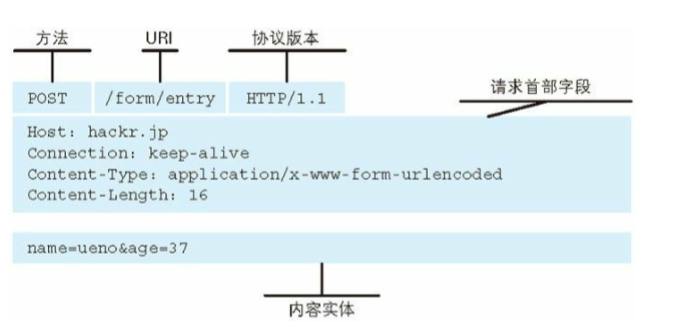 方法 URI 协议版本
请求首部字段
POST /form/entry HTTP/1.1
Host: hackr.jp
Connection: keep-alive
Content-Type: application/x-www-form-urlencoded
Content-Length: 16
name=ueno&age=37
内容实体